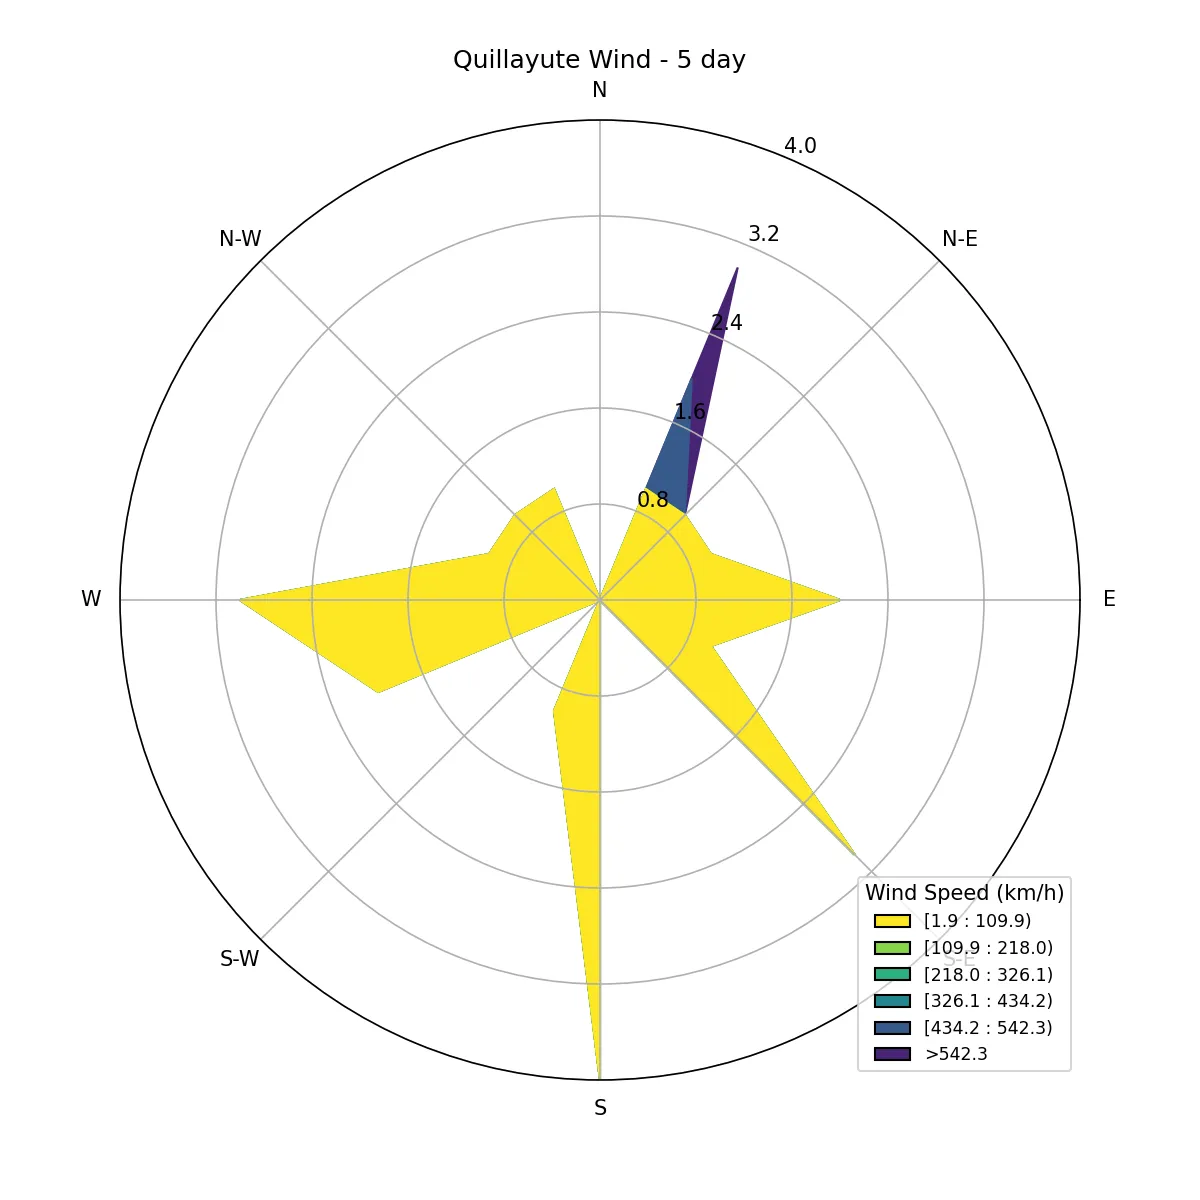 Quillayute Wind - 5 day
N
4.0
3.2
N-W
N-E
2.4
1.6
0.8
W
E
Wind Speed (km/h)
[1.9 : 109.9)
[109.9 : 218.0)
S-W
S-E
[218.0 : 326.1)
[326.1 : 434.2)
[434.2 : 542.3)
>542.3
S